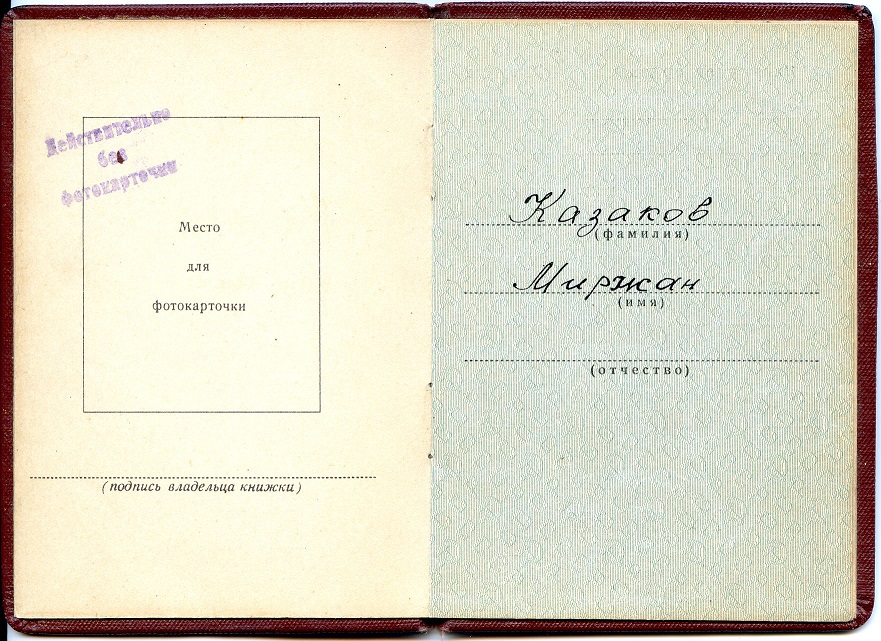 Действительно
без
фотокарточки
Место
для
фотокарточки
(подпись владельца книжки)
Казаков
(фамилия)
Миржан
(имя)
(отчество)